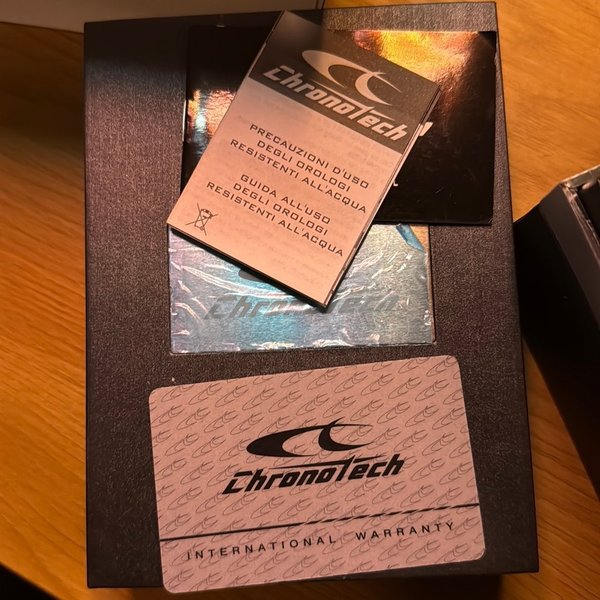 ChronoTech
PRECAUZIONI D'USO
DEGLI OROLOGI
RESISTENTI ALL'ACQUA
GUIDA ALL'USO
DEGLI OROLOGI
RESISTENTI ALL'ACQUA
ChronoTech
ChronoTech
INTERNATIONAL WARRANTY